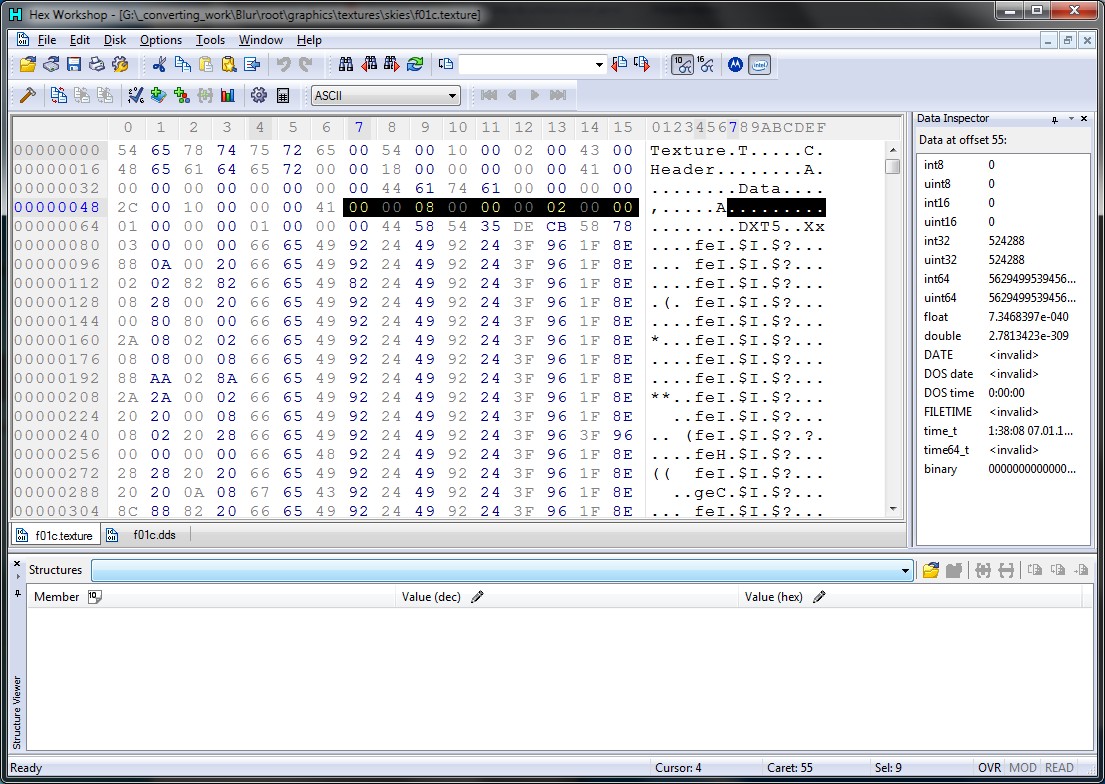 Hex Workshop - [G:\_converting_work\Blur\root\graphics\textures\skies\f01c.texture]
File Edit Disk Options Tools Window Help
ASCII
0 1 2 3 4 5 6 7 8 9 10 11 12 13 14 15 0123456789ABCDEF
00000000 54 65 78 74 75 72 65 00 54 00 10 00 02 00 43 00 Texture.T.....C.
00000016 48 65 61 64 65 72 00 00 18 00 00 00 00 00 41 00 Header........A.
00000032 00 00 00 00 00 00 00 44 61 74 61 00 00 00 00 00 ........Data....
00000048 2C 00 10 00 00 00 41 00 00 08 00 00 00 02 00 00 ,.....A.........
00000064 01 00 00 00 01 00 00 00 44 58 54 35 DE CB 58 78 ........DXT5..Xx
00000080 03 00 00 00 66 65 49 92 24 49 92 24 3F 96 1F 8E ....feI.$I.$?...
00000096 88 0A 00 20 66 65 49 92 24 49 92 24 3F 96 1F 8E ... feI.$I.$?...
00000112 02 02 82 82 66 65 49 92 24 49 92 24 3F 96 1F 8E ....feI.$I.$?...
00000128 08 28 00 20 66 65 49 92 24 49 92 24 3F 96 1F 8E .(. feI.$I.$?...
00000144 00 80 80 00 66 65 49 92 24 49 92 24 3F 96 1F 8E ....feI.$I.$?...
00000160 2A 08 02 02 66 65 49 92 24 49 92 24 3F 96 1F 8E *...feI.$I.$?...
00000176 08 08 00 08 66 65 49 92 24 49 92 24 3F 96 1F 8E ....feI.$I.$?...
00000192 88 AA 02 8A 66 65 49 92 24 49 92 24 3F 96 1F 8E ....feI.$I.$?...
00000208 2A 2A 00 02 66 65 49 92 24 49 92 24 3F 96 1F 8E **..feI.$I.$?...
00000224 20 20 00 08 66 65 49 92 24 49 92 24 3F 96 1F 8E ..feI.$I.$?...
00000240 08 02 20 28 66 65 49 92 24 49 92 24 3F 96 3F 96 .. (feI.$I.$?.?.
00000256 00 00 00 00 66 65 48 92 24 49 92 24 3F 96 1F 8E ....feH.$I.$?...
00000272 28 28 20 20 66 65 49 92 24 49 92 24 3F 96 1F 8E ((  feI.$I.$?...
00000288 20 20 0A 08 67 65 43 92 24 49 92 24 3F 96 1F 8E ..geC.$I.$?...
00000304 8C 88 82 20 66 65 49 92 24 49 92 24 3F 96 1F 8E ... feI.$I.$?...
f01c.texture f01c.dds
Data Inspector
Data at offset 55:
int8 0
uint8 0
int16 0
uint16 0
int32 524288
uint32 524288
int64 5629499539456...
uint64 5629499539456...
float 7.3468397e-040
double 2.7813423e-309
DATE <invalid>
DOS date <invalid>
DOS time 0:00:00
FILETIME <invalid>
time_t 1:38:08 07.01.1...
time64_t <invalid>
binary 0000000000000...
Structures
Member Value (dec) Value (hex)
Structure Viewer
Ready Cursor: 4 Caret: 55 Sel: 9 OVR MOD READ